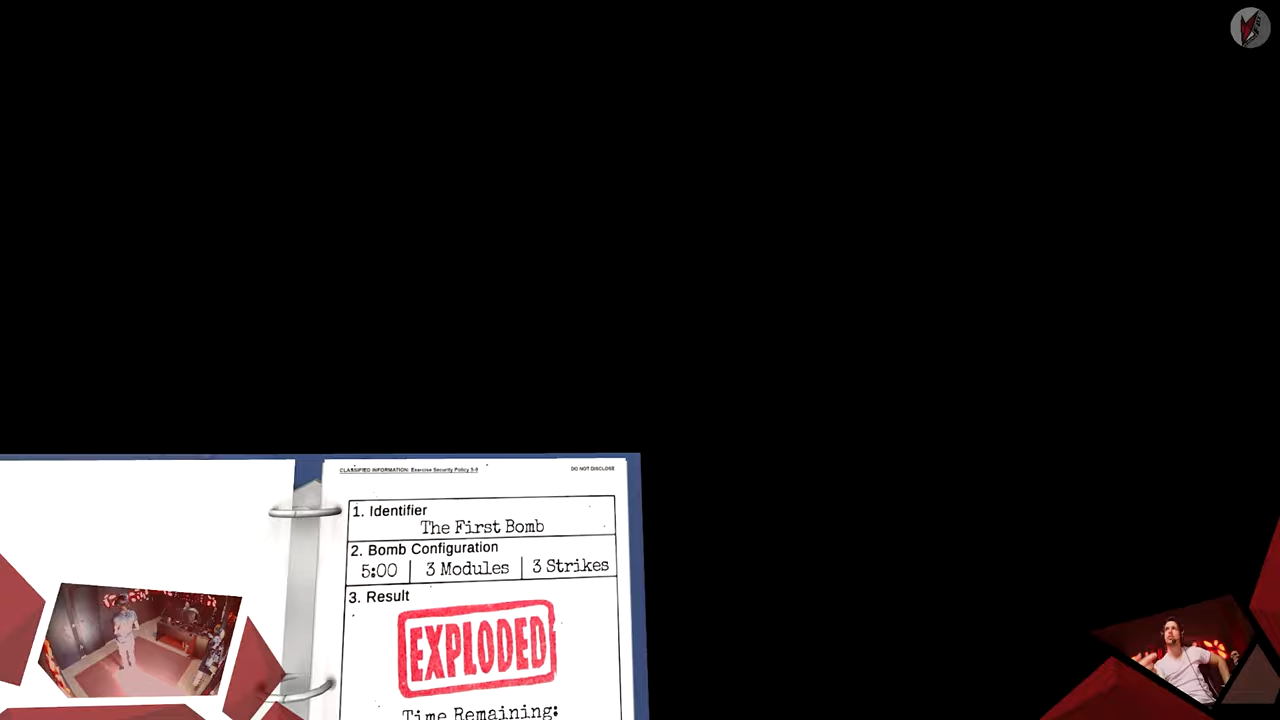 CLASSIFIED INFORMATION: Exercise Security Policy 5-9 DO NOT DISCLOSE
1. Identifier
The First Bomb
2. Bomb Configuration
5:00 3 Modules 3 Strikes
3. Result
EXPLODED
Time Remaining: